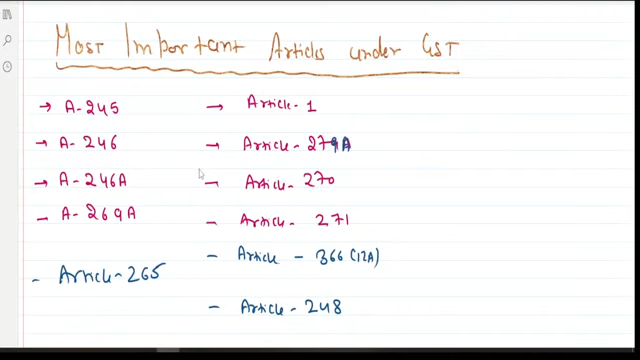 Most Important Articles under GST
→ A-245
→ A-246
→ A-246A
- A-269A
- Article-265
→ Article-1
→ Article-279A
- Article-270
- Article-271
- Article-366(12A)
- Article-248